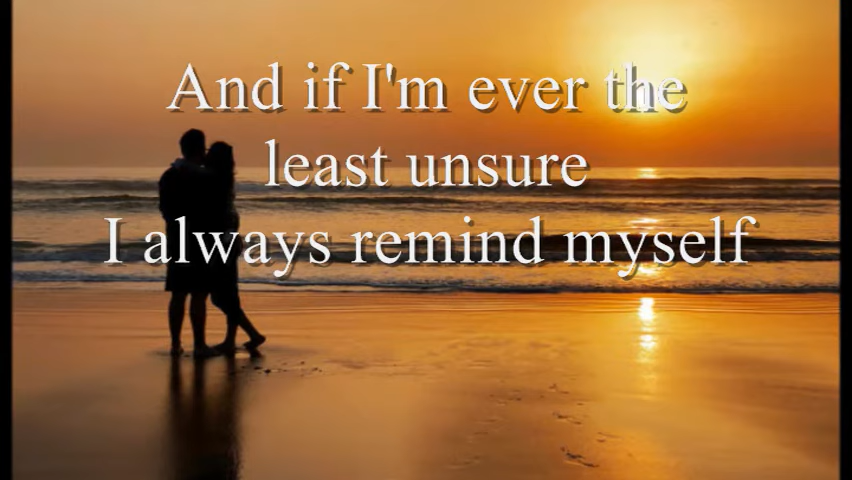 And if I'm ever the
least unsure
I always remind myself